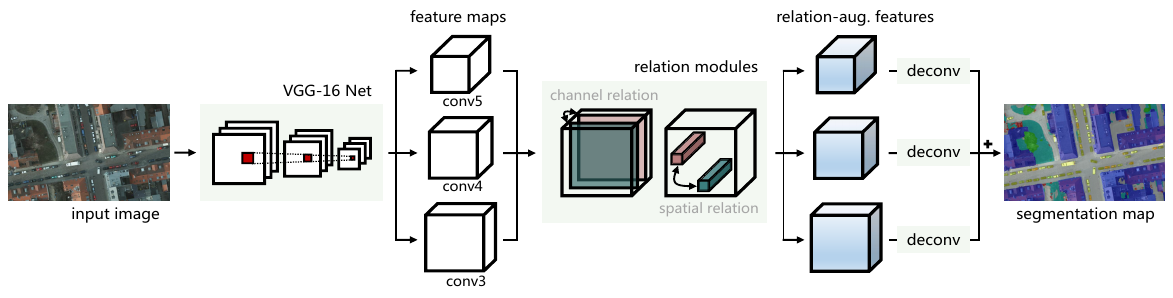 feature maps
relation-aug. features
VGG-16 Net
relation modules
conv5
channel relation
deconv
conv4
deconv
+
input image
spatial relation
segmentation map
conv3
deconv